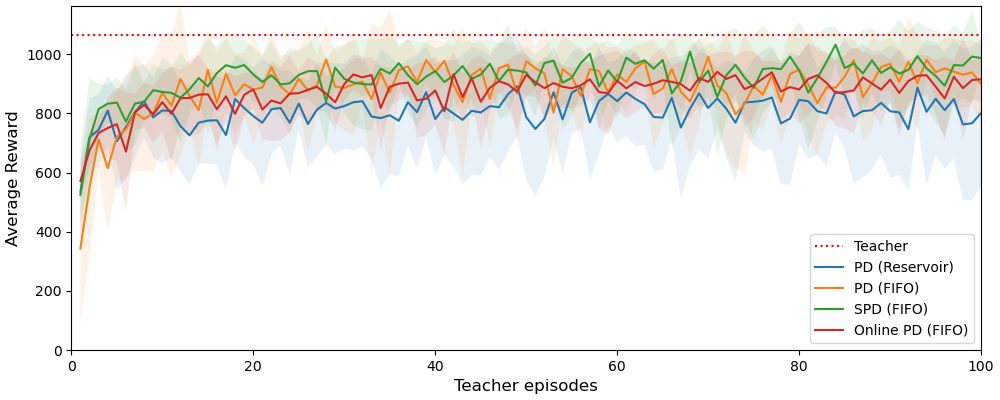 1000
800
600
400
200
0
Average Reward
0 20 40 60 80 100
Teacher episodes
Teacher
PD (Reservoir)
PD (FIFO)
SPD (FIFO)
Online PD (FIFO)